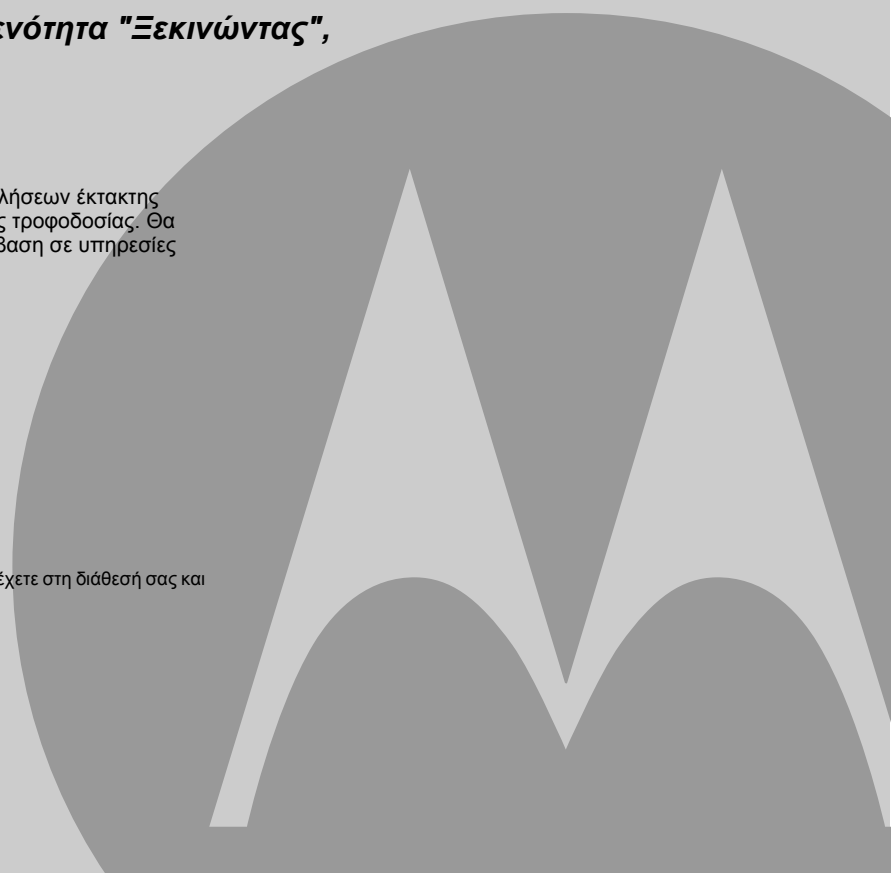 ενότητα "Ξεκινώντας",
λήσεων έκτακτης
ς τροφοδοσίας. Θα
βαση σε υπηρεσίες
έχετε στη διάθεσή σας και